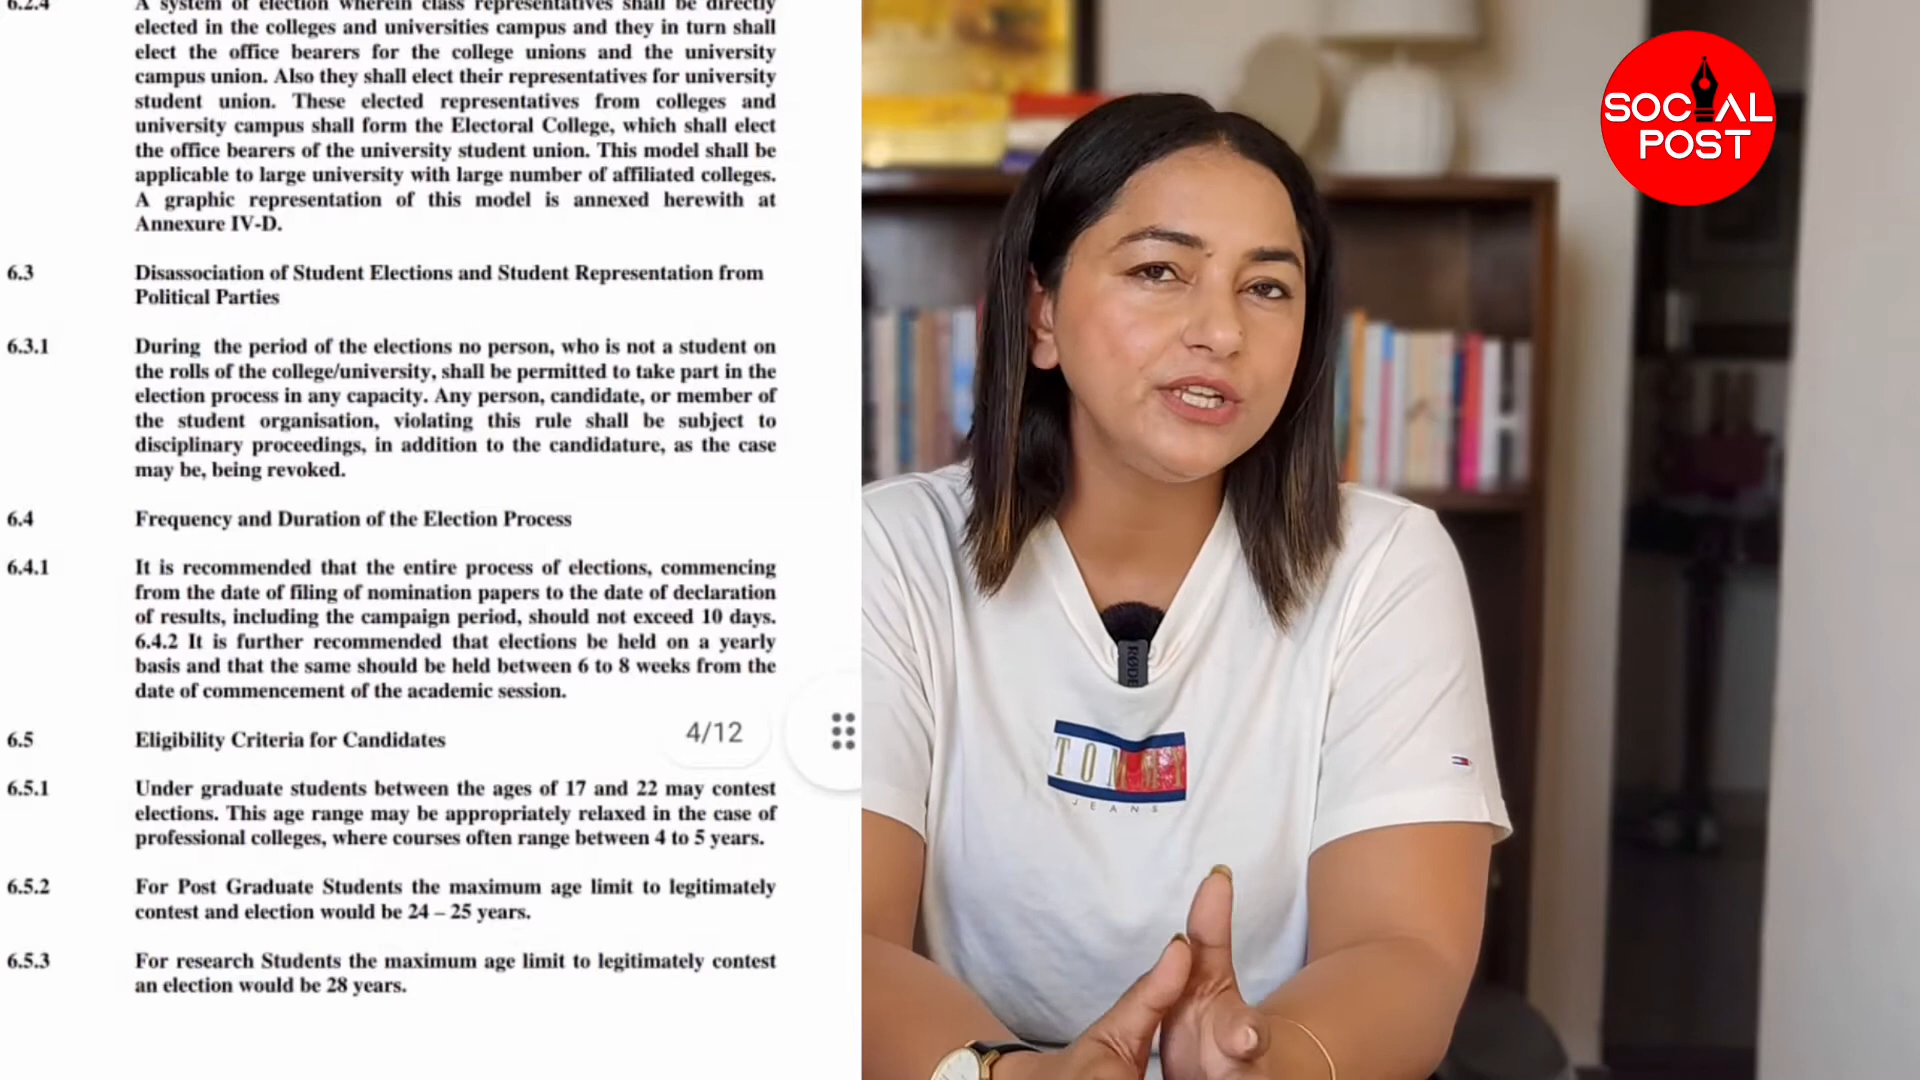 6.2.4 A system of election wherein class representatives shall be directly
elected in the colleges and universities campus and they in turn shall
elect the office bearers for the college unions and the university
campus union. Also they shall elect their representatives for university
student union. These elected representatives from colleges and
university campus shall form the Electoral College, which shall elect
the office bearers of the university student union. This model shall be
applicable to large university with large number of affiliated colleges.
A graphic representation of this model is annexed herewith at
Annexure IV-D.
6.3 Disassociation of Student Elections and Student Representation from
Political Parties
6.3.1 During the period of the elections no person, who is not a student on
the rolls of the college/university, shall be permitted to take part in the
election process in any capacity. Any person, candidate, or member of
the student organisation, violating this rule shall be subject to
disciplinary proceedings, in addition to the candidature, as the case
may be, being revoked.
6.4 Frequency and Duration of the Election Process
6.4.1 It is recommended that the entire process of elections, commencing
from the date of filing of nomination papers to the date of declaration
of results, including the campaign period, should not exceed 10 days.
6.4.2 It is further recommended that elections be held on a yearly
basis and that the same should be held between 6 to 8 weeks from the
date of commencement of the academic session.
4/12
6.5 Eligibility Criteria for Candidates
6.5.1 Under graduate students between the ages of 17 and 22 may contest
elections. This age range may be appropriately relaxed in the case of
professional colleges, where courses often range between 4 to 5 years.
6.5.2 For Post Graduate Students the maximum age limit to legitimately
contest and election would be 24 – 25 years.
6.5.3 For research Students the maximum age limit to legitimately contest
an election would be 28 years.
SOCIAL
POST
RØDE
TOMMY
JEANS